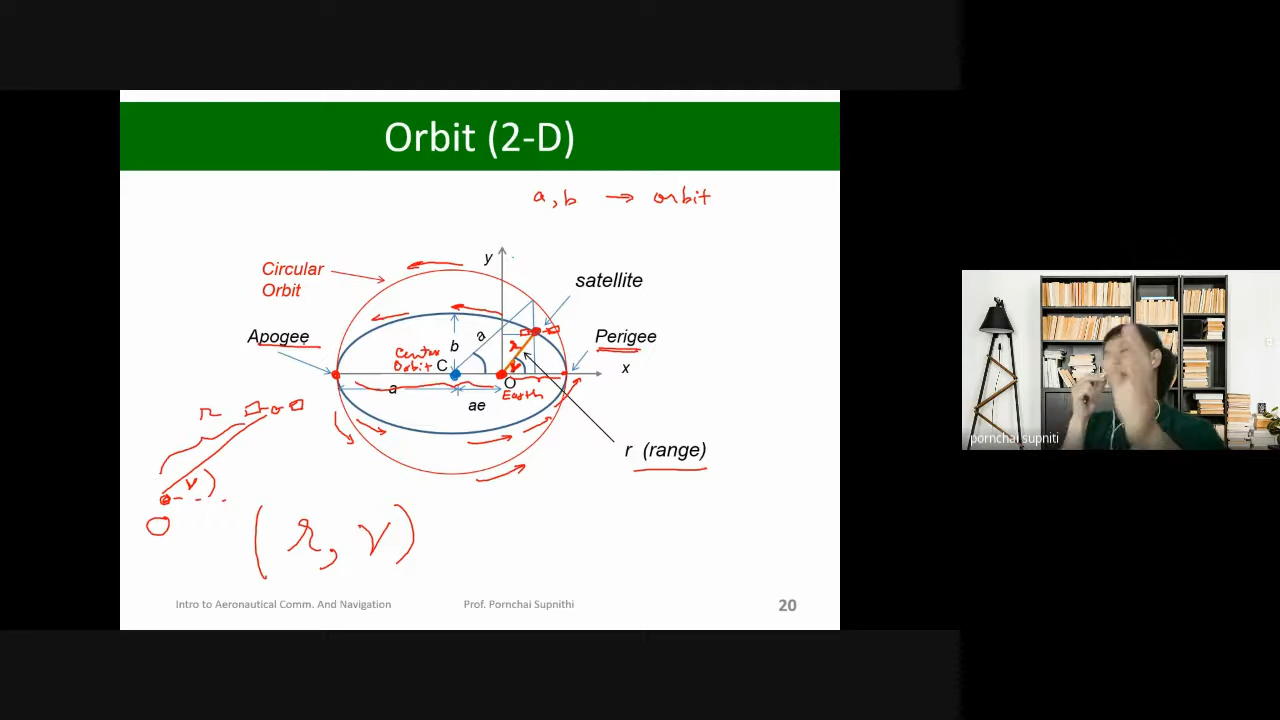 Orbit (2-D)
a, b → orbit
y
Circular
Orbit
satellite
Apogee
Perigee
a
b
Center
Orbit
C
r
ν
x
O
Earth
a
ae
r
r (range)
ν
O
(r, ν)
Intro to Aeronautical Comm. And Navigation
Prof. Pornchai Supnithi
20
pornchai supniti